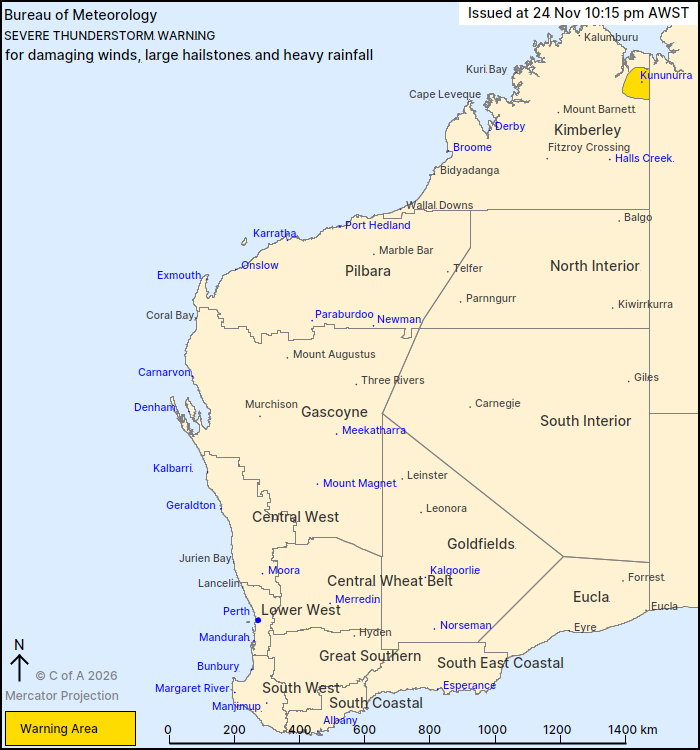 Bureau of Meteorology
Issued at 24 Nov 10:15 pm AWST
SEVERE THUNDERSTORM WARNING
for damaging winds, large hailstones and heavy rainfall
Kalumburu
Kuri Bay
Kununurra
Cape Leveque
Mount Barnett
Derby
Kimberley
Broome
Fitzroy Crossing
Halls Creek
Bidyadanga
Wallal Downs
Balgo
Port Hedland
Karratha
Marble Bar
Onslow
Pilbara
Telfer
North Interior
Exmouth
Parnngurr
Kiwirrkurra
Coral Bay
Paraburdoo
Newman
Mount Augustus
Carnarvon
Three Rivers
Giles
Denham
Murchison
Gascoyne
Carnegie
South Interior
Meekatharra
Kalbarri
Leinster
Mount Magnet
Geraldton
Central West
Leonora
Goldfields
Jurien Bay
Moora
Kalgoorlie
Lancelin
Central Wheat Belt
Forrest
Merredin
Eucla
Perth
Lower West
Eucla
Mandurah
Hyden
Norseman
Eyre
N
Great Southern
South East Coastal
Bunbury
© C of A 2026
Mercator Projection
Margaret River
South West
Esperance
Manjimup
South Coastal
Albany
Warning Area
0 200 400 600 800 1000 1200 1400 km